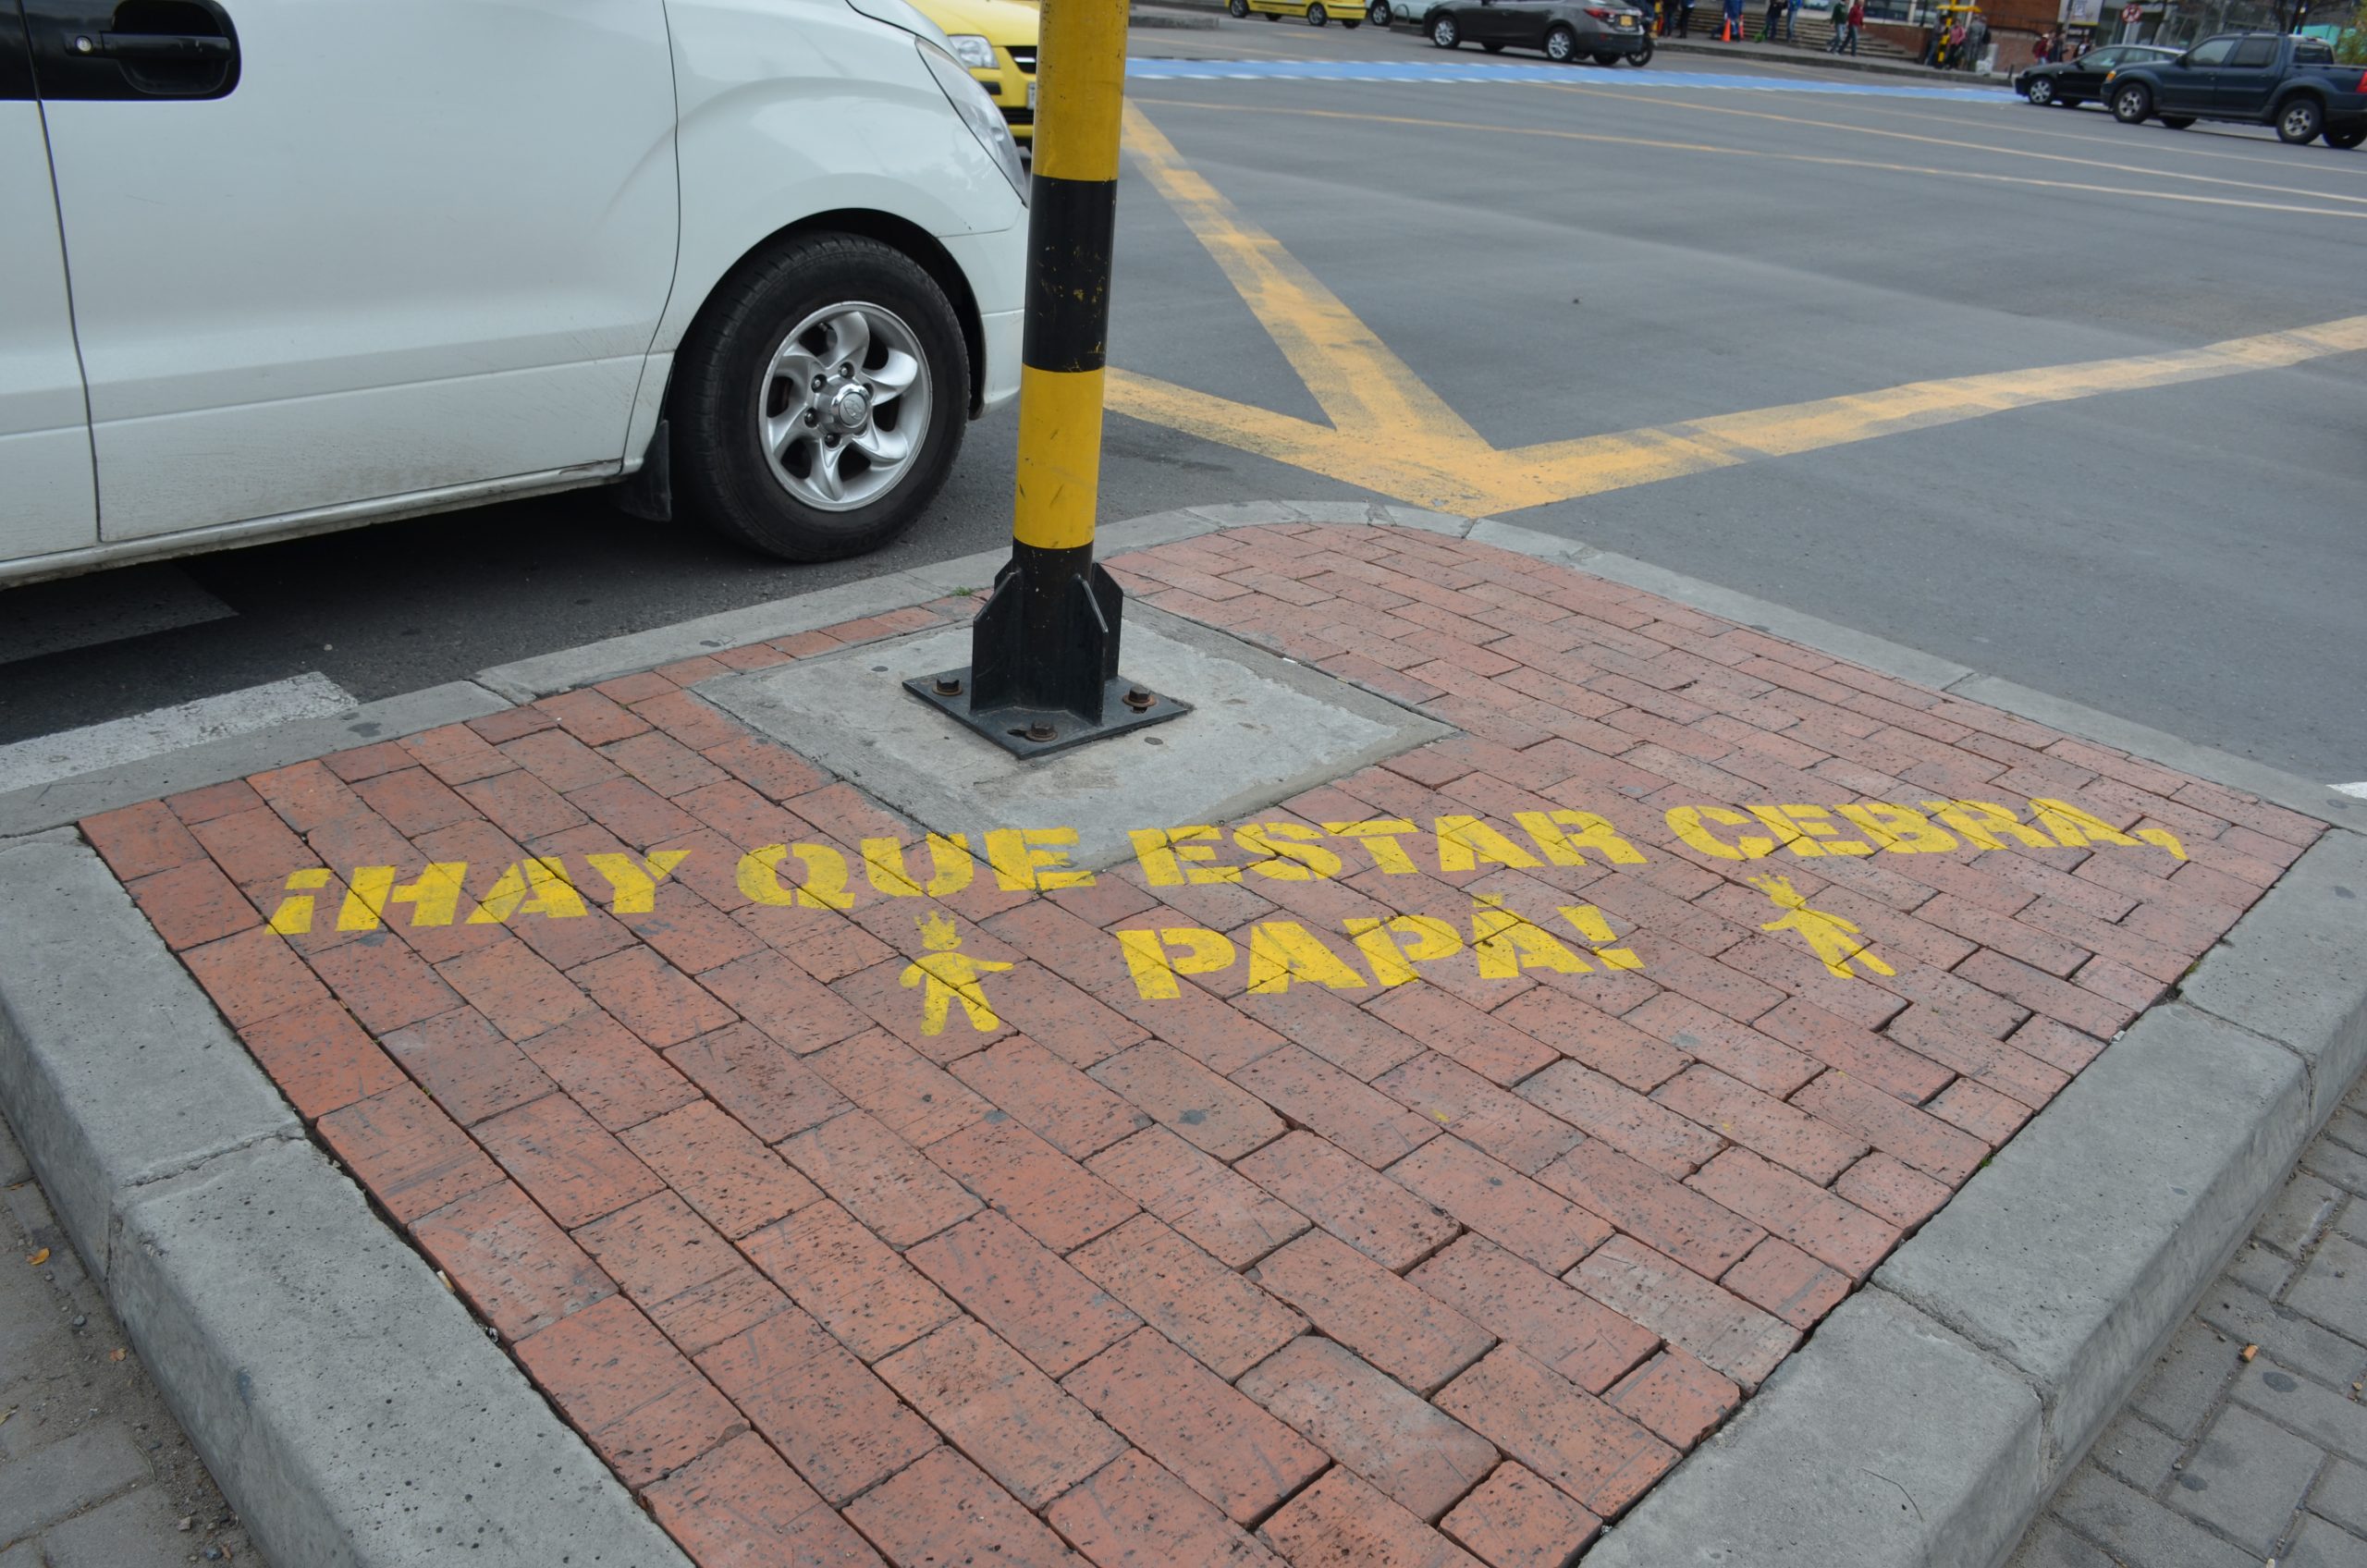 ¡HAY QUE ESTAR CEBRA,
PAPÁ!